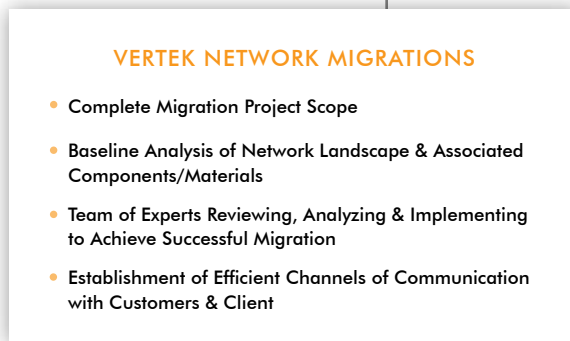 VERTEK NETWORK MIGRATIONS
• Complete Migration Project Scope
• Baseline Analysis of Network Landscape & Associated
Components/Materials
• Team of Experts Reviewing, Analyzing & Implementing
to Achieve Successful Migration
• Establishment of Efficient Channels of Communication
with Customers & Client